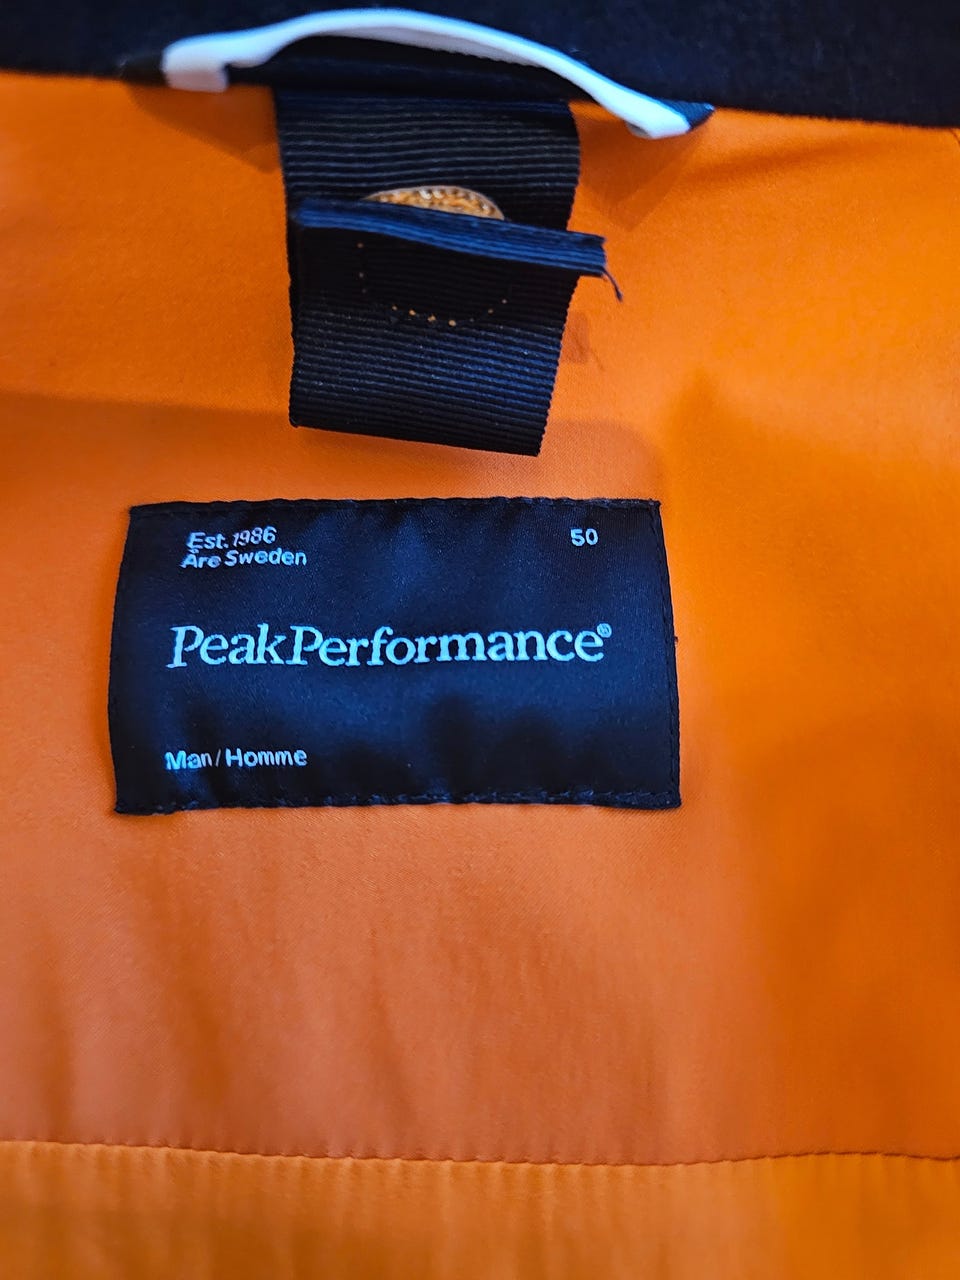 Est. 1986
Åre Sweden
50
PeakPerformance®
Man / Homme